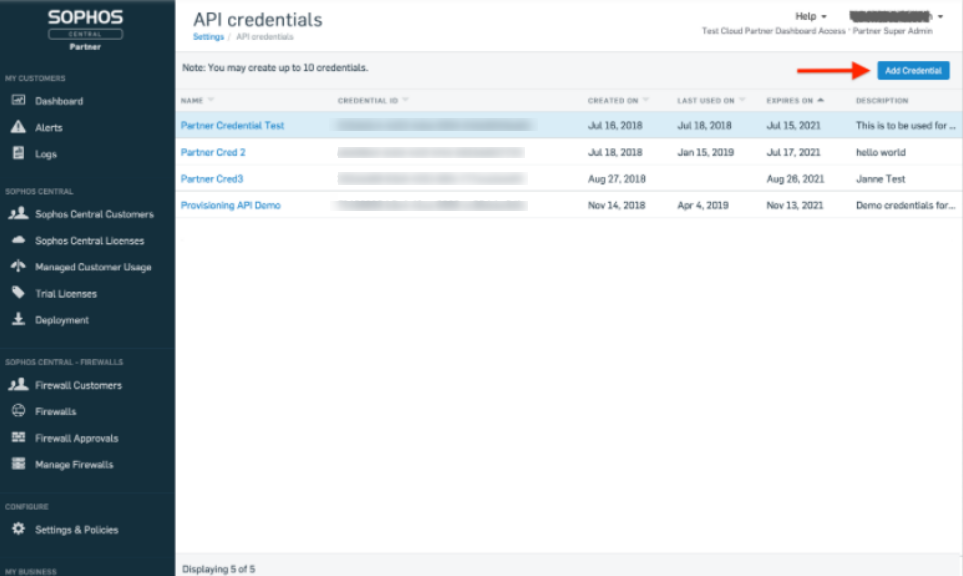 SOPHOS
CENTRAL
Partner
API credentials
Settings / API credentials
Help
Test Cloud Partner Dashboard Access · Partner Super Admin
Note: You may create up to 10 credentials.
Add Credential
NAME CREDENTIAL ID CREATED ON LAST USED ON EXPIRES ON DESCRIPTION
Partner Credential Test Jul 16, 2018 Jul 18, 2018 Jul 15, 2021 This is to be used for ...
Partner Cred 2 Jul 18, 2018 Jan 15, 2019 Jul 17, 2021 hello world
Partner Cred3 Aug 27, 2018 Aug 26, 2021 Janne Test
Provisioning API Demo Nov 14, 2018 Apr 4, 2019 Nov 13, 2021 Demo credentials for...
Displaying 5 of 5
MY CUSTOMERS
Dashboard
Alerts
Logs
SOPHOS CENTRAL
Sophos Central Customers
Sophos Central Licenses
Managed Customer Usage
Trial Licenses
Deployment
SOPHOS CENTRAL - FIREWALLS
Firewall Customers
Firewalls
Firewall Approvals
Manage Firewalls
CONFIGURE
Settings & Policies
MY BUSINESS